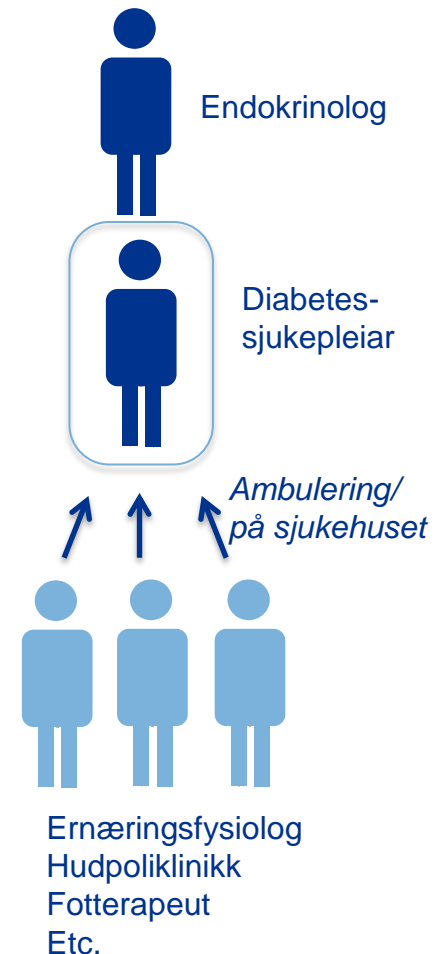 Endokrinolog
Diabetes-
sjukepleiar
Ambulering/
på sjukehuset
Ernæringsfysiolog
Hudpoliklinikk
Fotterapeut
Etc.